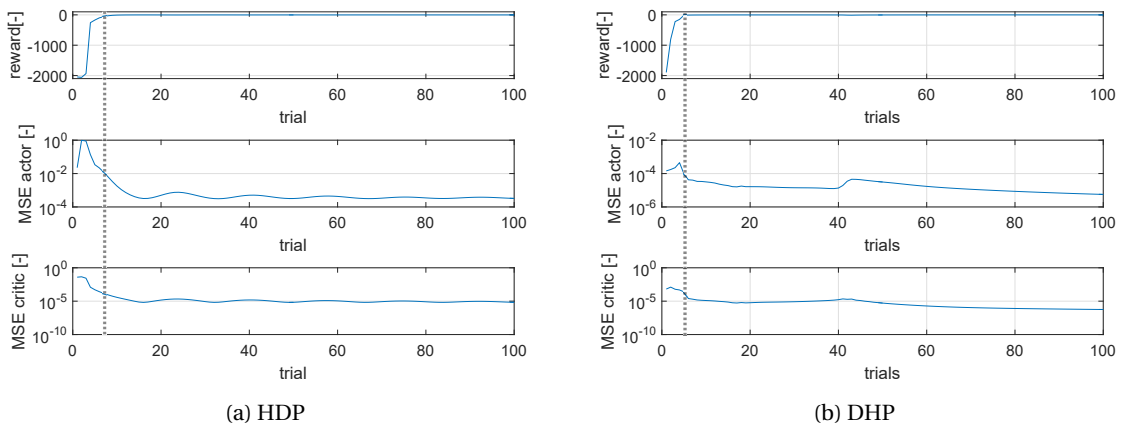 reward[-]
0
-1000
-2000
0 20 40 60 80 100
trial
MSE actor [-]
10^0
10^-2
10^-4
0 20 40 60 80 100
trial
MSE critic [-]
10^0
10^-5
10^-10
0 20 40 60 80 100
trial
(a) HDP
reward[-]
0
-1000
-2000
0 20 40 60 80 100
trials
MSE actor [-]
10^-2
10^-4
10^-6
0 20 40 60 80 100
trials
MSE critic [-]
10^0
10^-5
10^-10
0 20 40 60 80 100
trials
(b) DHP